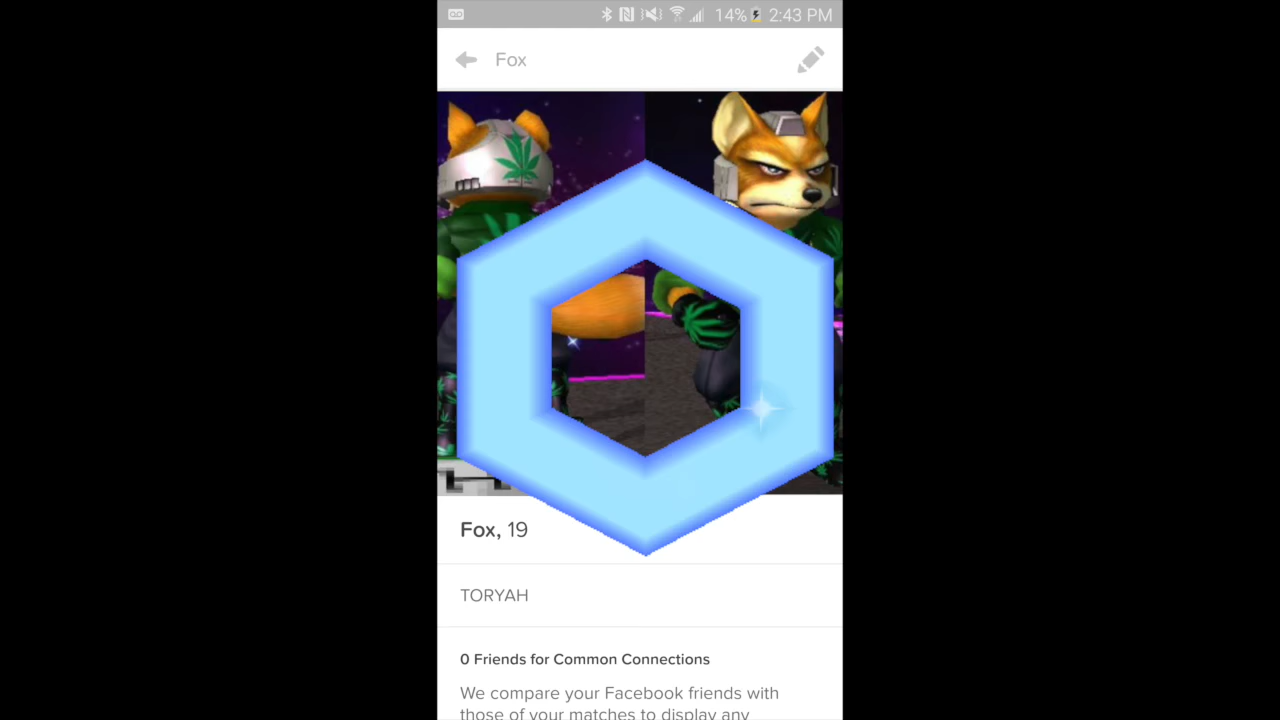 14% 2:43 PM
Fox
Fox, 19
TORYAH
0 Friends for Common Connections
We compare your Facebook friends with
those of your matches to display any